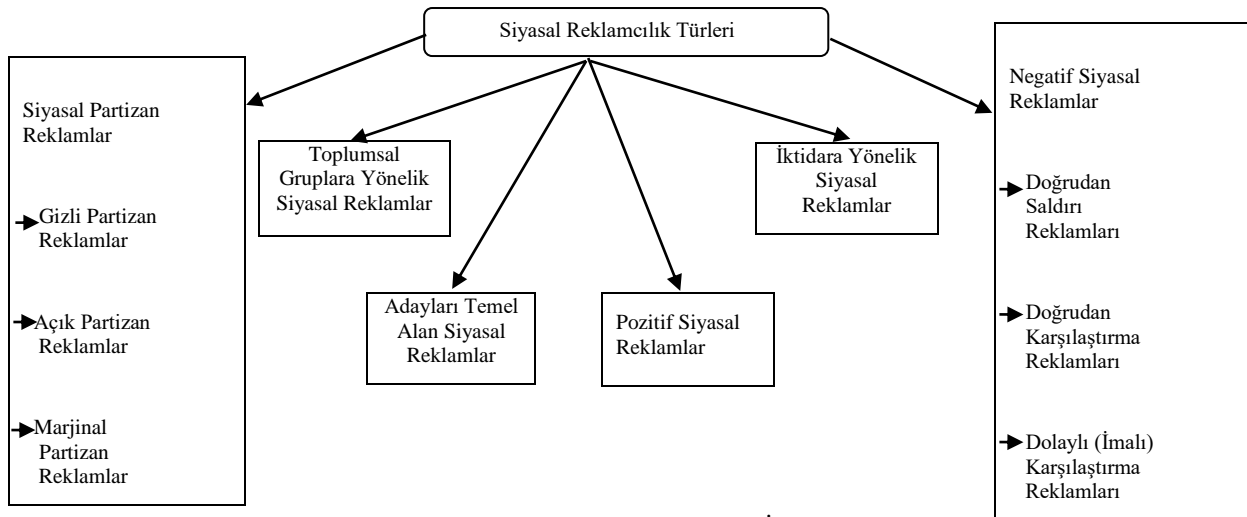 Siyasal Reklamcılık Türleri
Siyasal Partizan
Reklamlar
Gizli Partizan
Reklamlar
Açık Partizan
Reklamlar
Marjinal
Partizan
Reklamlar
Toplumsal
Gruplara Yönelik
Siyasal Reklamlar
Adayları Temel
Alan Siyasal
Reklamlar
Pozitif Siyasal
Reklamlar
İktidara Yönelik
Siyasal
Reklamlar
Negatif Siyasal
Reklamlar
Doğrudan
Saldırı
Reklamları
Doğrudan
Karşılaştırma
Reklamları
Dolaylı (İmalı)
Karşılaştırma
Reklamları